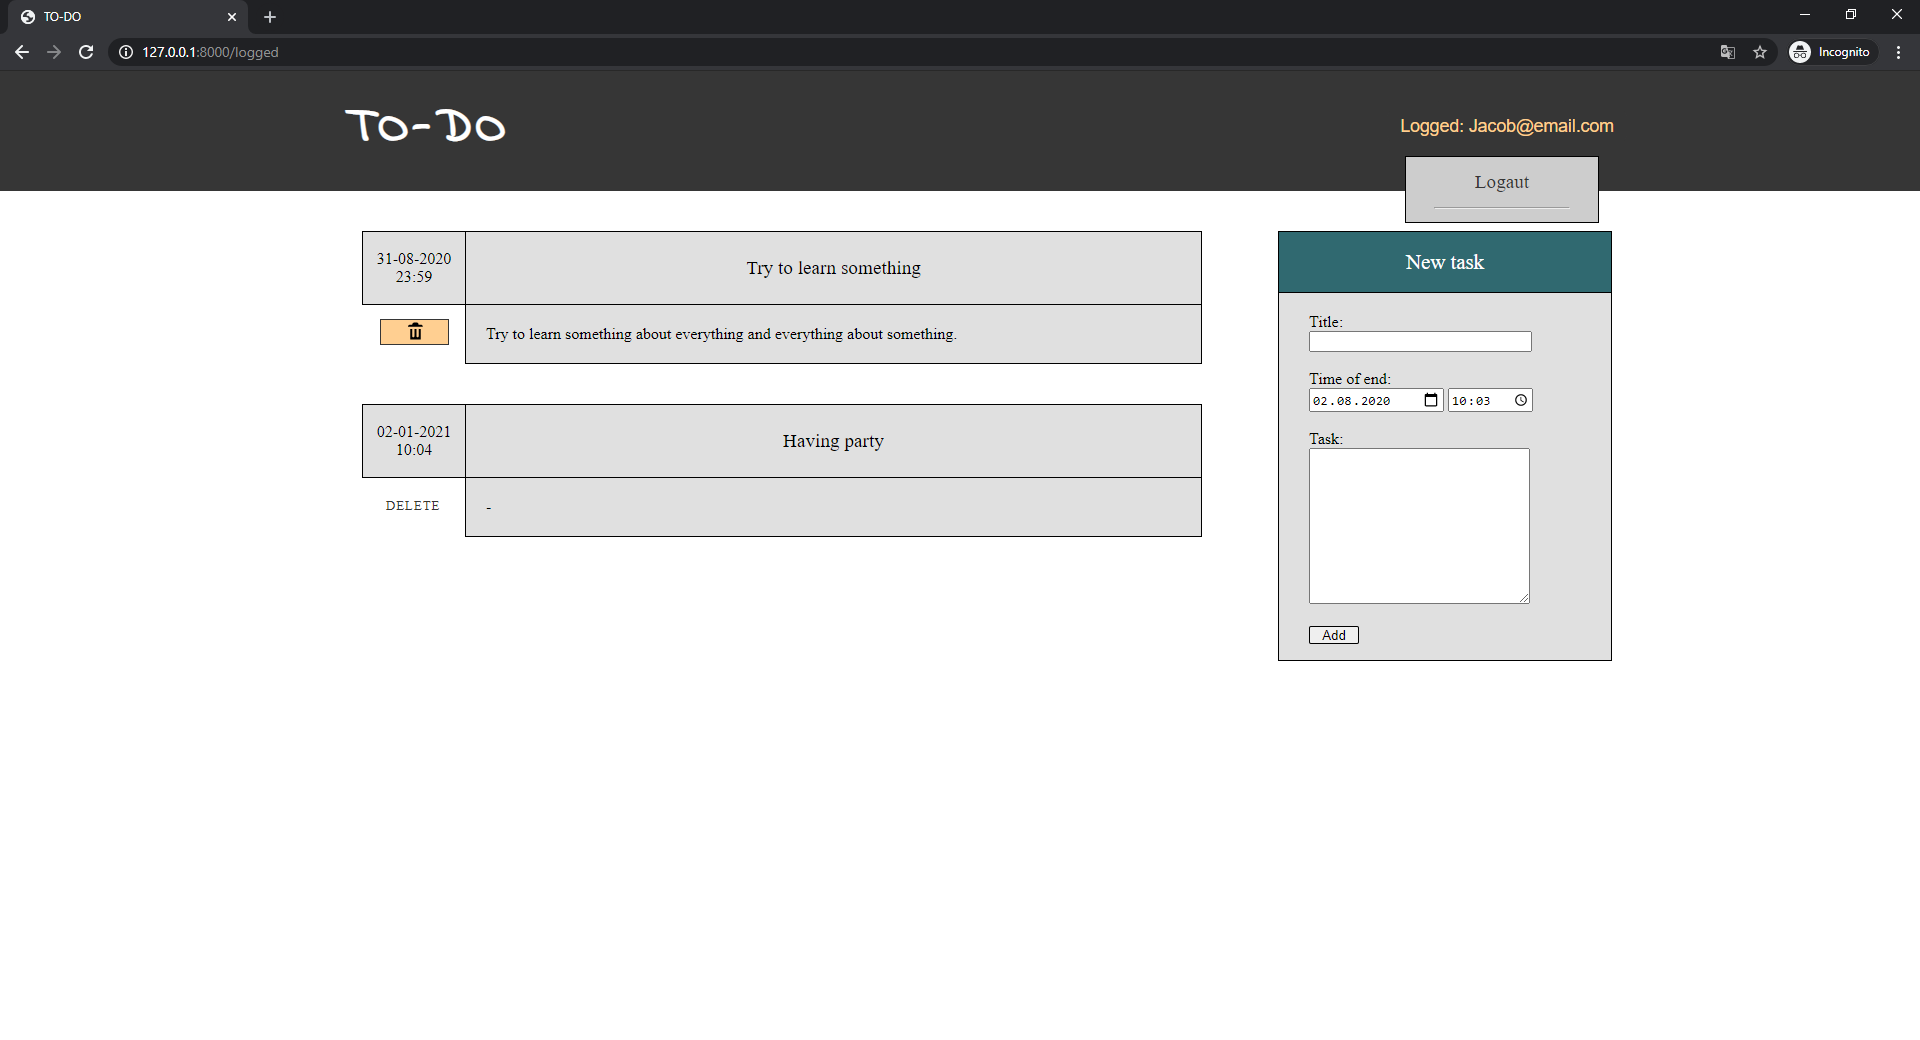 TO-DO
127.0.0.1:8000/logged
Incognito
TO-DO
Logged: Jacob@email.com
Logaut
31-08-2020
23:59
Try to learn something
Try to learn something about everything and everything about something.
02-01-2021
10:04
Having party
DELETE
-
New task
Title:
Time of end:
02.08.2020 10:03
Task:
Add